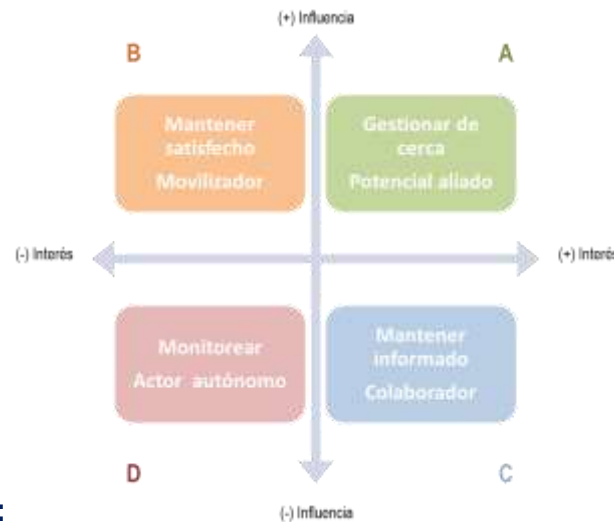 (+) Influencia
B
A
Mantener
satisfecho
Movilizador
Gestionar de
cerca
Potencial aliado
(-) Interés
(+) Interés
Monitorear
Actor autónomo
Mantener
informado
Colaborador
D
C
(-) Influencia
: